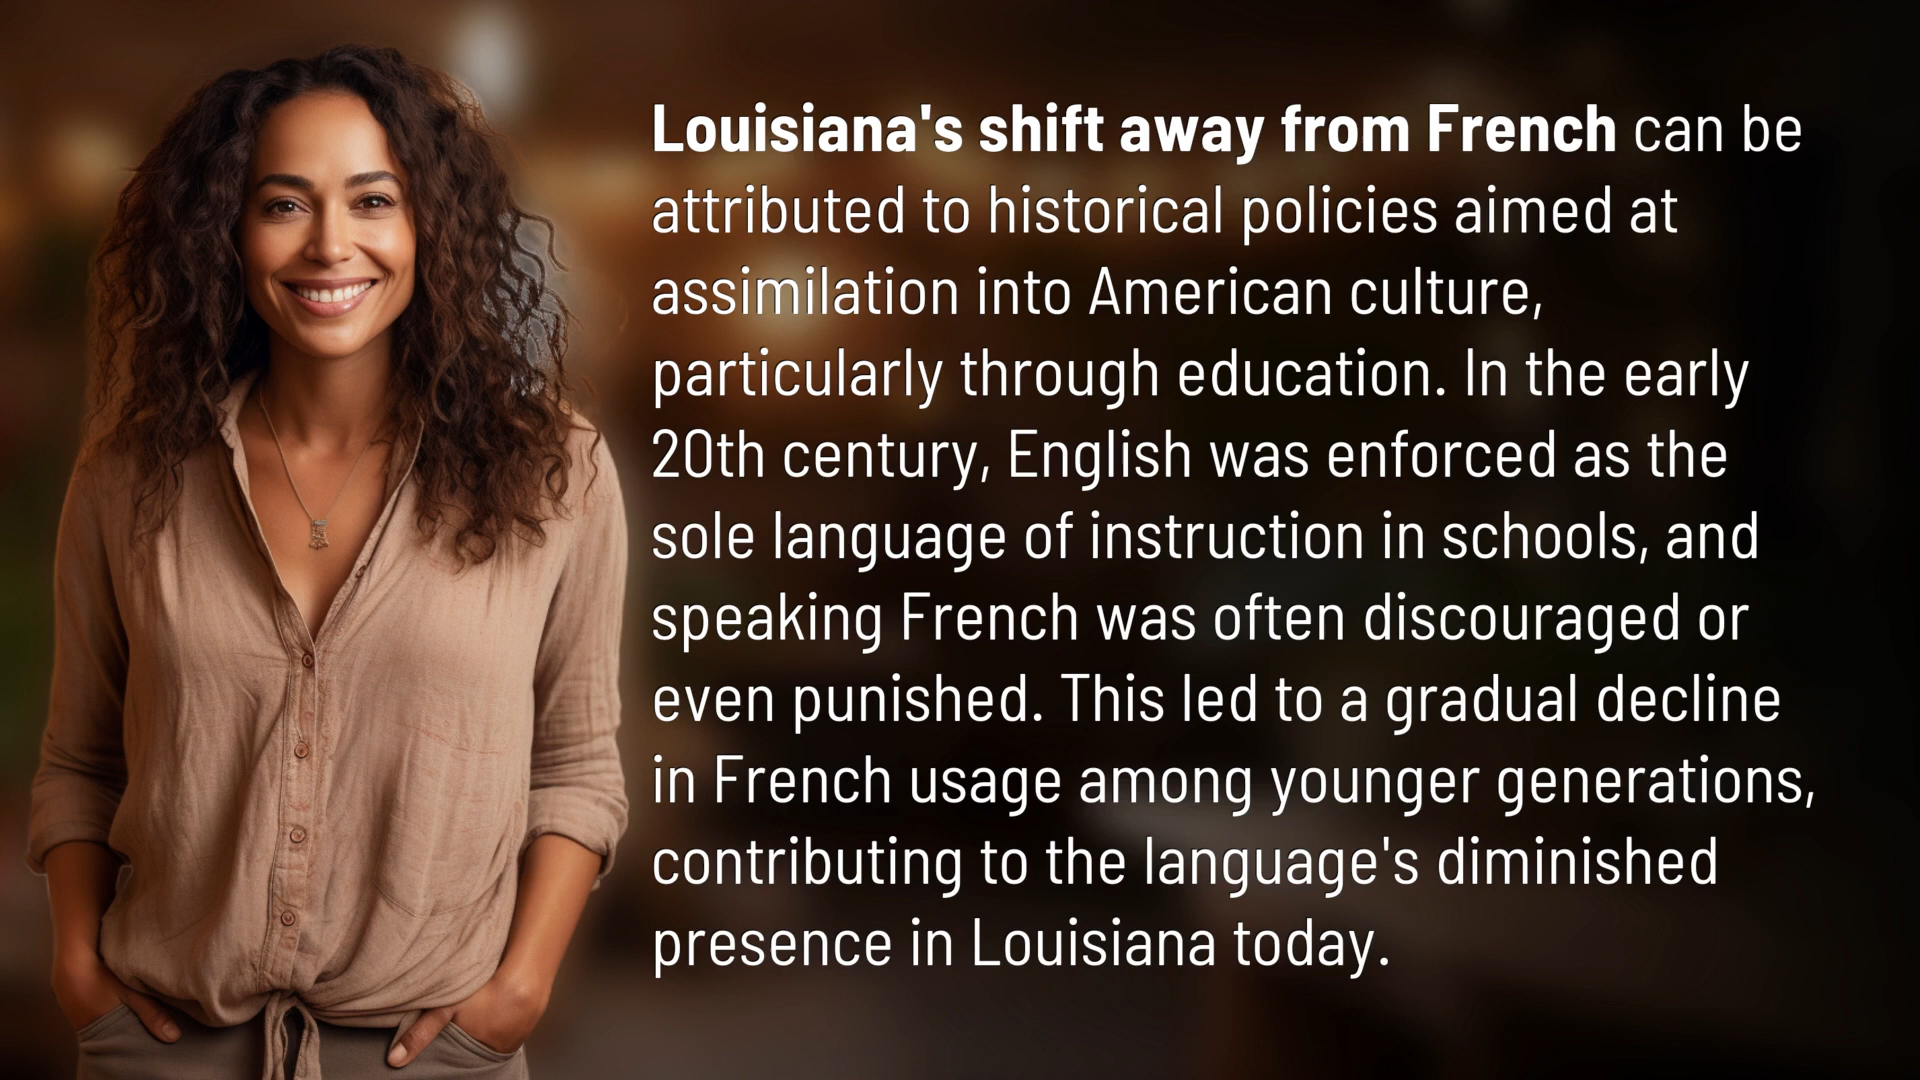 Louisiana's shift away from French can be
attributed to historical policies aimed at
assimilation into American culture,
particularly through education. In the early
20th century, English was enforced as the
sole language of instruction in schools, and
speaking French was often discouraged or
even punished. This led to a gradual decline
in French usage among younger generations,
contributing to the language's diminished
presence in Louisiana today.